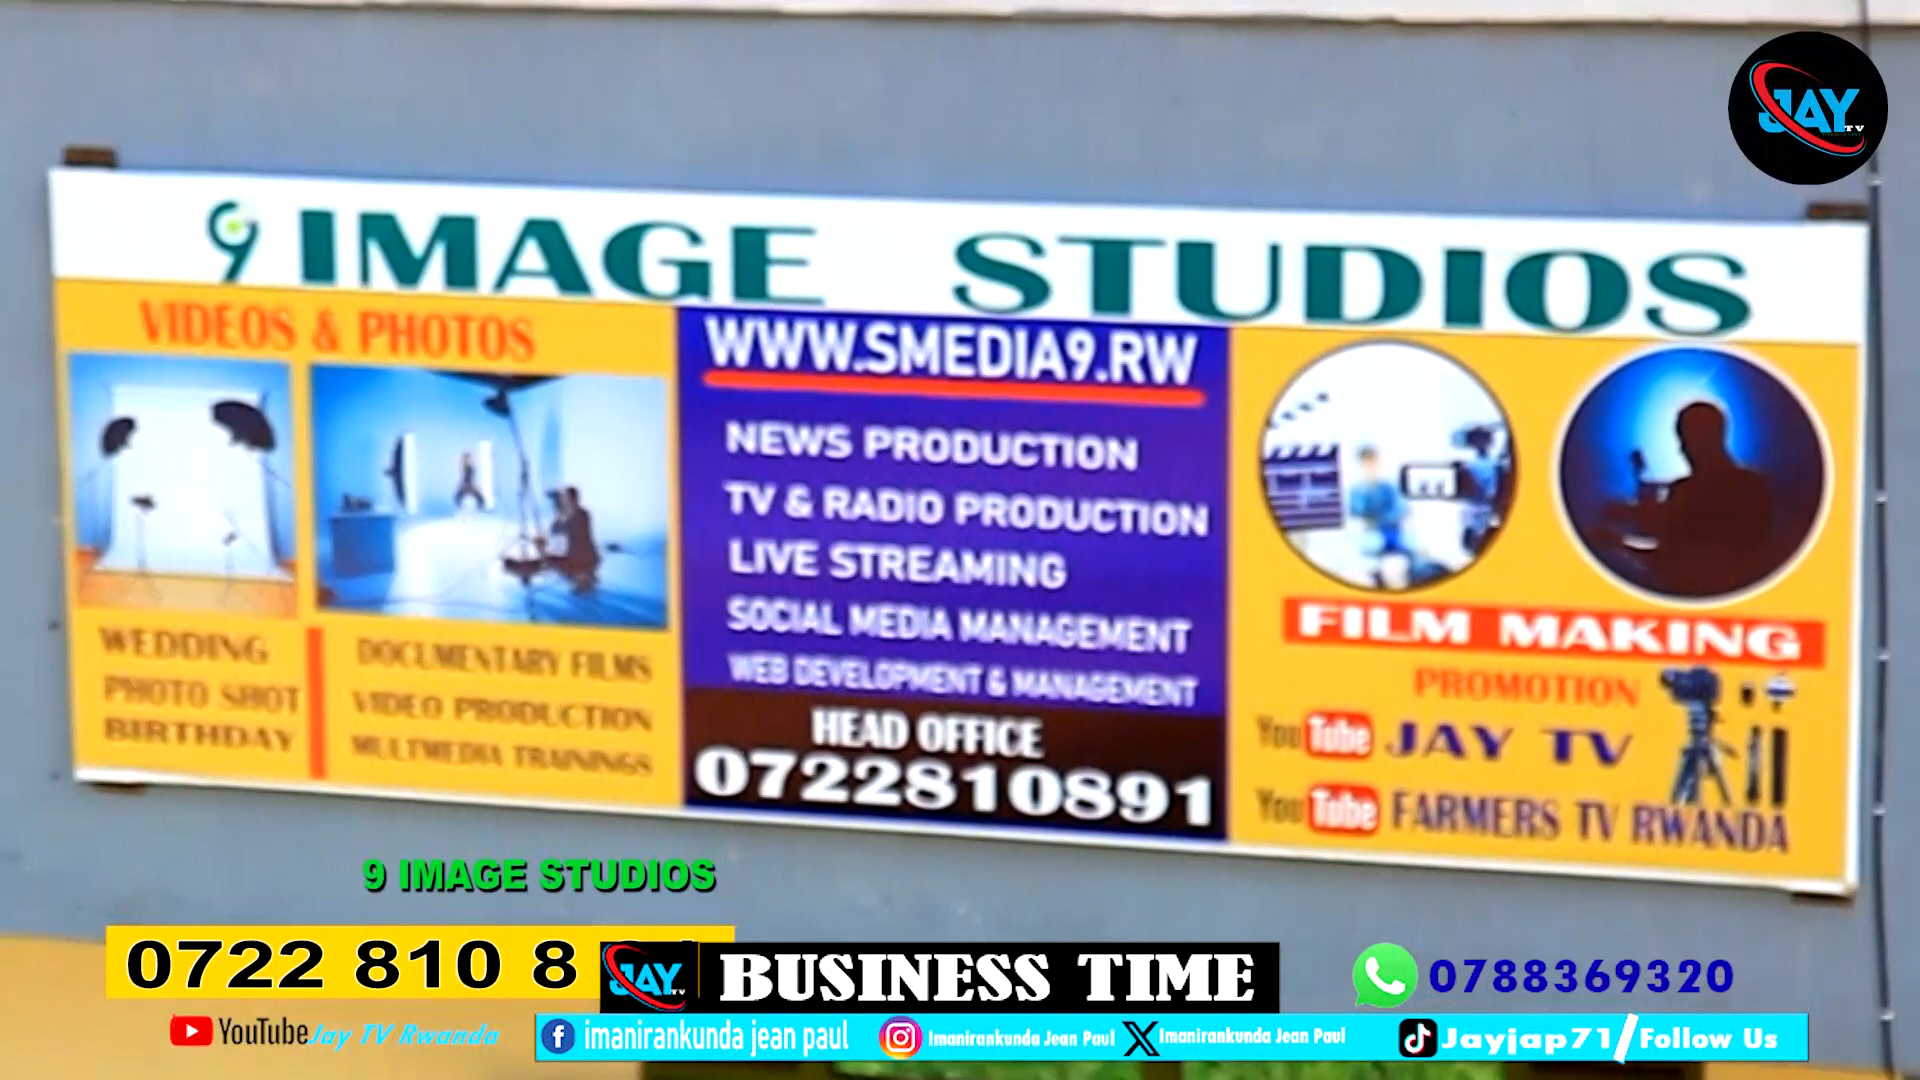 JAY TV
9 IMAGE STUDIOS
VIDEOS & PHOTOS
WEDDING
PHOTO SHOT
BIRTHDAY
DOCUMENTARY FILMS
VIDEO PRODUCTION
MULTMEDIA TRAININGS
WWW.SMEDIA9.RW
NEWS PRODUCTION
TV & RADIO PRODUCTION
LIVE STREAMING
SOCIAL MEDIA MANAGEMENT
WEB DEVELOPMENT & MANAGEMENT
HEAD OFFICE
0722810891
FILM MAKING
PROMOTION
YouTube JAY TV
YouTube FARMERS TV RWANDA
9 IMAGE STUDIOS
0722 810 8
JAY TV
BUSINESS TIME
0788369320
YouTube Jay TV Rwanda
imanirankunda jean paul
Imanirankunda Jean Paul
Imanirankunda Jean Paul
Jayjap71/Follow Us